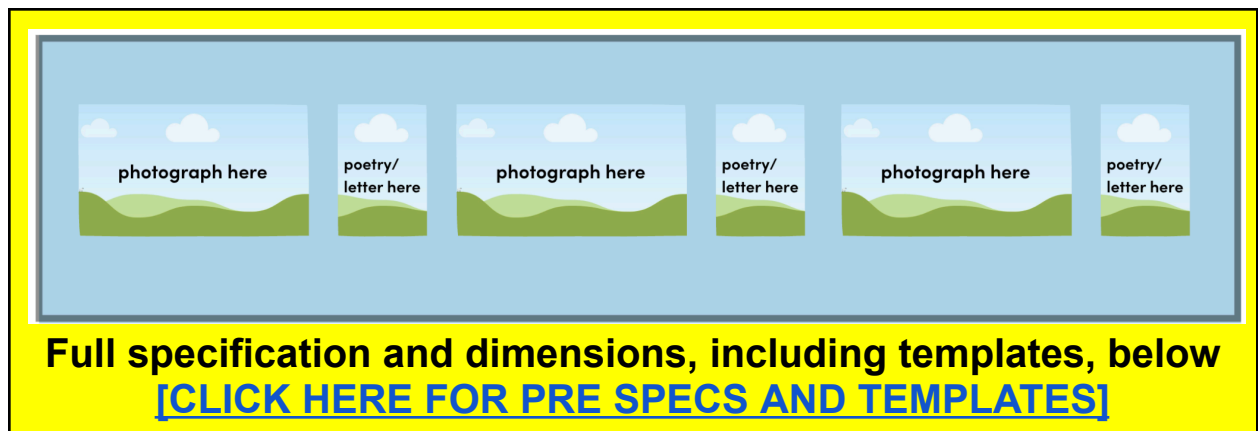 photograph here
poetry/
letter here
photograph here
poetry/
letter here
photograph here
poetry/
letter here
Full specification and dimensions, including templates, below
[CLICK HERE FOR PRE SPECS AND TEMPLATES]